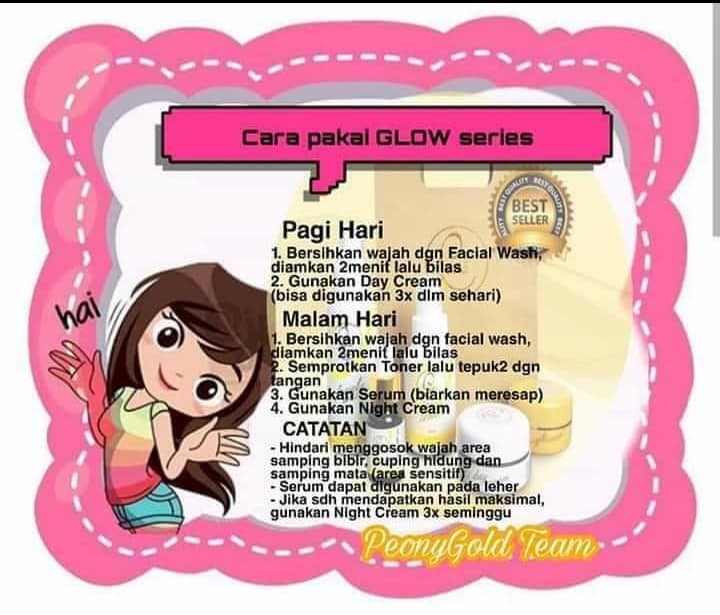 Cara pakai GLOW series
BEST QUALITY
BEST
SELLER
hai
Pagi Hari
1. Bersihkan wajah dgn Facial Wash,
diamkan 2menit lalu bilas
2. Gunakan Day Cream
(bisa digunakan 3x dlm sehari)
Malam Hari
1. Bersihkan wajah dgn facial wash,
diamkan 2menit lalu bilas
2. Semprotkan Toner lalu tepuk2 dgn
tangan
3. Gunakan Serum (biarkan meresap)
4. Gunakan Night Cream
CATATAN
- Hindari menggosok wajah area
samping bibir, cuping hidung dan
samping mata (area sensitif)
- Serum dapat digunakan pada leher
- Jika sdh mendapatkan hasil maksimal,
gunakan Night Cream 3x seminggu
PeonyGold Team